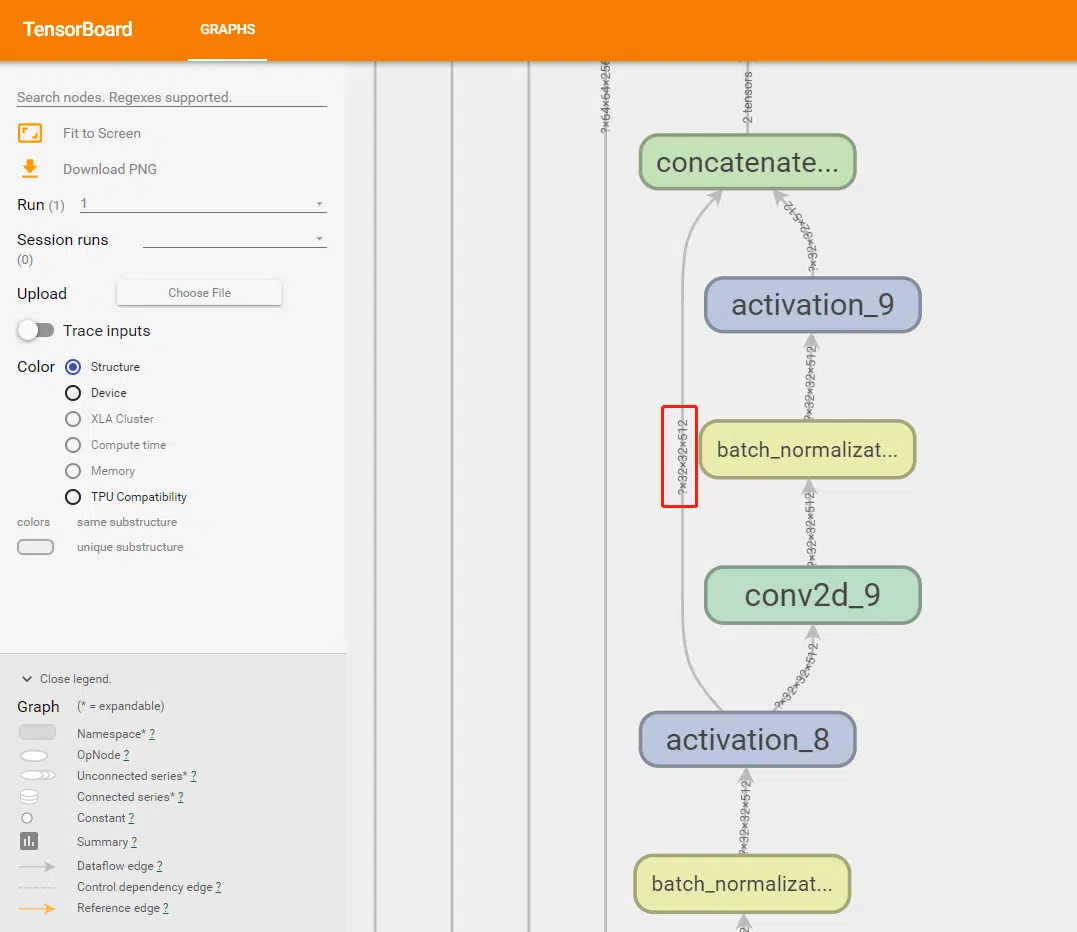 TensorBoard
GRAPHS
Search nodes. Regexes supported.
Fit to Screen
Download PNG
Run (1) 1
Session runs
(0)
Upload Choose File
Trace inputs
Color Structure
Device
XLA Cluster
Compute time
Memory
TPU Compatibility
colors same substructure
unique substructure
Close legend.
Graph (* = expandable)
Namespace* ?
OpNode ?
Unconnected series* ?
Connected series* ?
Constant ?
Summary ?
Dataflow edge ?
Control dependency edge ?
Reference edge ?
?×64×64×256
2 tensors
concatenate...
?×32×32×512
activation_9
?×32×32×512
?×32×32×512
batch_normalizat...
?×32×32×512
conv2d_9
?×32×32×512
activation_8
?×32×32×512
batch_normalizat...